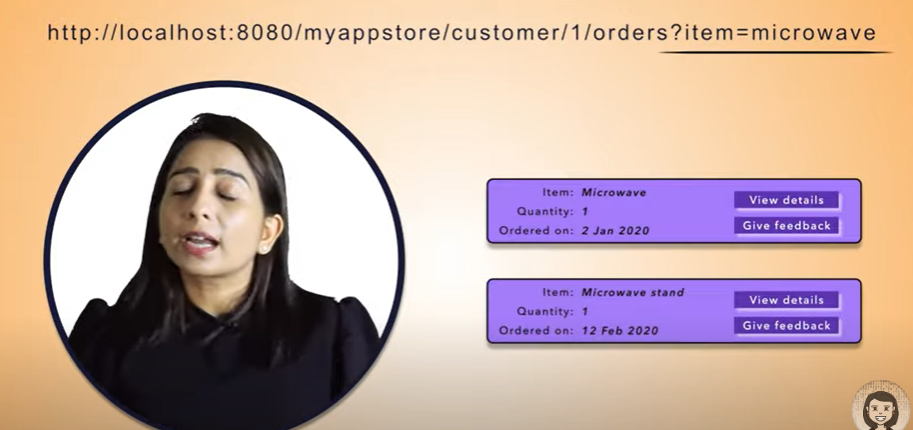 http://localhost:8080/myappstore/customer/1/orders?item=microwave
Item: Microwave
Quantity: 1
Ordered on: 2 Jan 2020
View details
Give feedback
Item: Microwave stand
Quantity: 1
Ordered on: 12 Feb 2020
View details
Give feedback